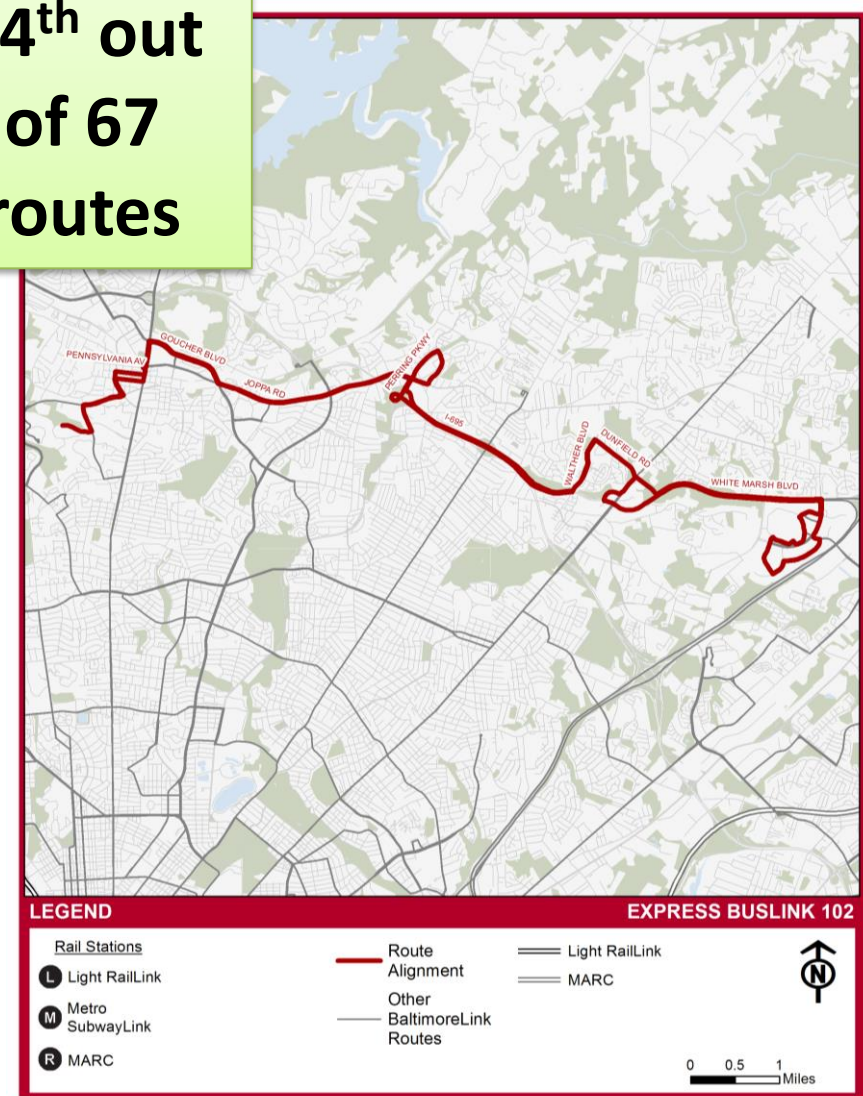 4th out
of 67
routes
GOUCHER BLVD
PENNSYLVANIA AV
JOPPA RD
PERRING PKWY
I-695
WALTHER BLVD
DUNFIELD RD
WHITE MARSH BLVD
LEGEND
EXPRESS BUSLINK 102
Rail Stations
L Light RailLink
M Metro
SubwayLink
R MARC
Route
Alignment
Other
BaltimoreLink
Routes
Light RailLink
MARC
N
0 0.5 1
Miles